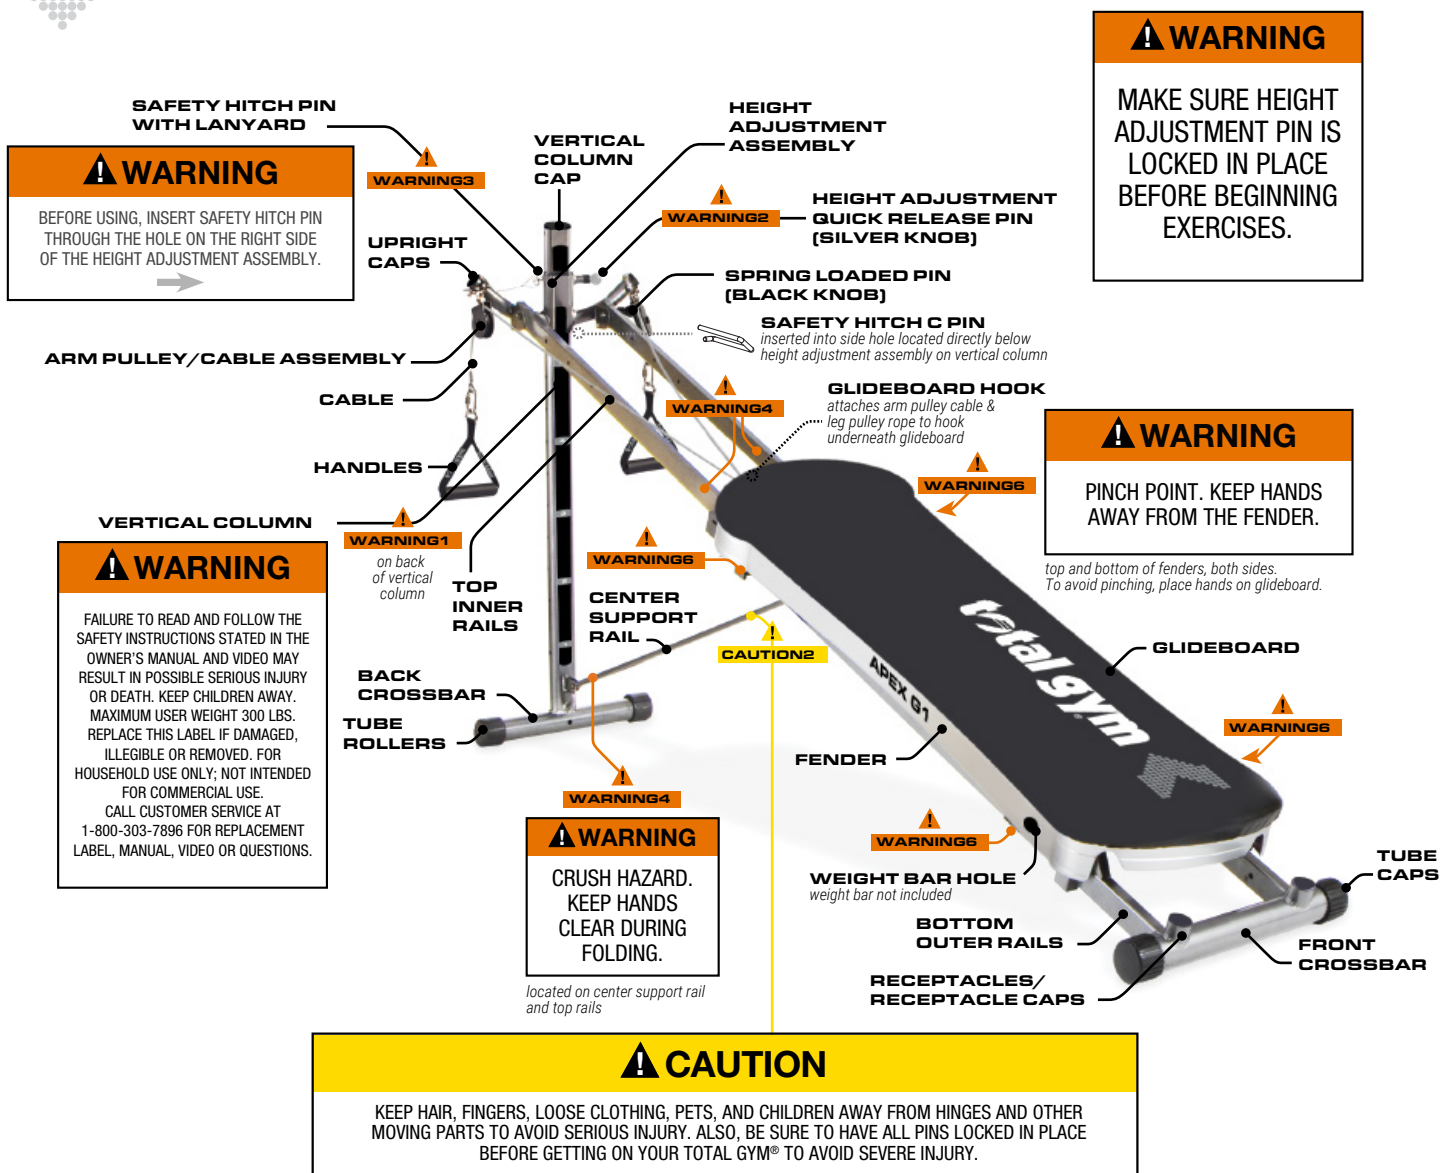 WARNING
MAKE SURE HEIGHT
ADJUSTMENT PIN IS
LOCKED IN PLACE
BEFORE BEGINNING
EXERCISES.
SAFETY HITCH PIN
WITH LANYARD
WARNING3
WARNING
BEFORE USING, INSERT SAFETY HITCH PIN
THROUGH THE HOLE ON THE RIGHT SIDE
OF THE HEIGHT ADJUSTMENT ASSEMBLY.
VERTICAL
COLUMN
CAP
HEIGHT
ADJUSTMENT
ASSEMBLY
WARNING2
HEIGHT ADJUSTMENT
QUICK RELEASE PIN
(SILVER KNOB)
UPRIGHT
CAPS
SPRING LOADED PIN
(BLACK KNOB)
SAFETY HITCH C PIN
inserted into side hole located directly below
height adjustment assembly on vertical column
ARM PULLEY/CABLE ASSEMBLY
CABLE
GLIDEBOARD HOOK
attaches arm pulley cable &
leg pulley rope to hook
underneath glideboard
WARNING4
HANDLES
WARNING
PINCH POINT. KEEP HANDS
AWAY FROM THE FENDER.
top and bottom of fenders, both sides.
To avoid pinching, place hands on glideboard.
WARNING6
VERTICAL COLUMN
WARNING1
on back
of vertical
column
WARNING
FAILURE TO READ AND FOLLOW THE
SAFETY INSTRUCTIONS STATED IN THE
OWNER'S MANUAL AND VIDEO MAY
RESULT IN POSSIBLE SERIOUS INJURY
OR DEATH. KEEP CHILDREN AWAY.
MAXIMUM USER WEIGHT 300 LBS.
REPLACE THIS LABEL IF DAMAGED,
ILLEGIBLE OR REMOVED. FOR
HOUSEHOLD USE ONLY; NOT INTENDED
FOR COMMERCIAL USE.
CALL CUSTOMER SERVICE AT
1-800-303-7896 FOR REPLACEMENT
LABEL, MANUAL, VIDEO OR QUESTIONS.
WARNING6
TOP
INNER
RAILS
CENTER
SUPPORT
RAIL
CAUTION2
BACK
CROSSBAR
TUBE
ROLLERS
total gym
APEX G1
GLIDEBOARD
WARNING6
FENDER
WARNING4
WARNING
CRUSH HAZARD.
KEEP HANDS
CLEAR DURING
FOLDING.
located on center support rail
and top rails
WARNING6
WEIGHT BAR HOLE
weight bar not included
TUBE
CAPS
BOTTOM
OUTER RAILS
FRONT
CROSSBAR
RECEPTACLES/
RECEPTACLE CAPS
CAUTION
KEEP HAIR, FINGERS, LOOSE CLOTHING, PETS, AND CHILDREN AWAY FROM HINGES AND OTHER
MOVING PARTS TO AVOID SERIOUS INJURY. ALSO, BE SURE TO HAVE ALL PINS LOCKED IN PLACE
BEFORE GETTING ON YOUR TOTAL GYM® TO AVOID SEVERE INJURY.